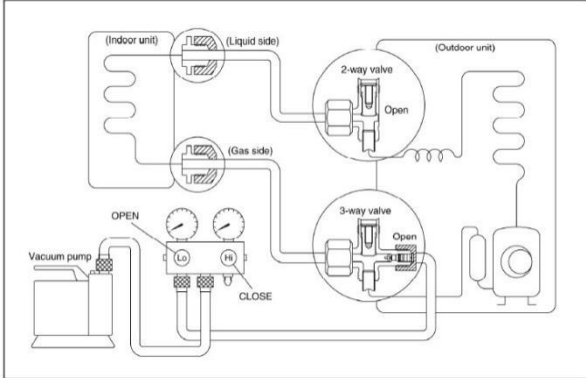 (Indoor unit)
(Liquid side)
(Outdoor unit)
2-way valve
Open
(Gas side)
3-way valve
Open
OPEN
Lo
Hi
Vacuum pump
CLOSE